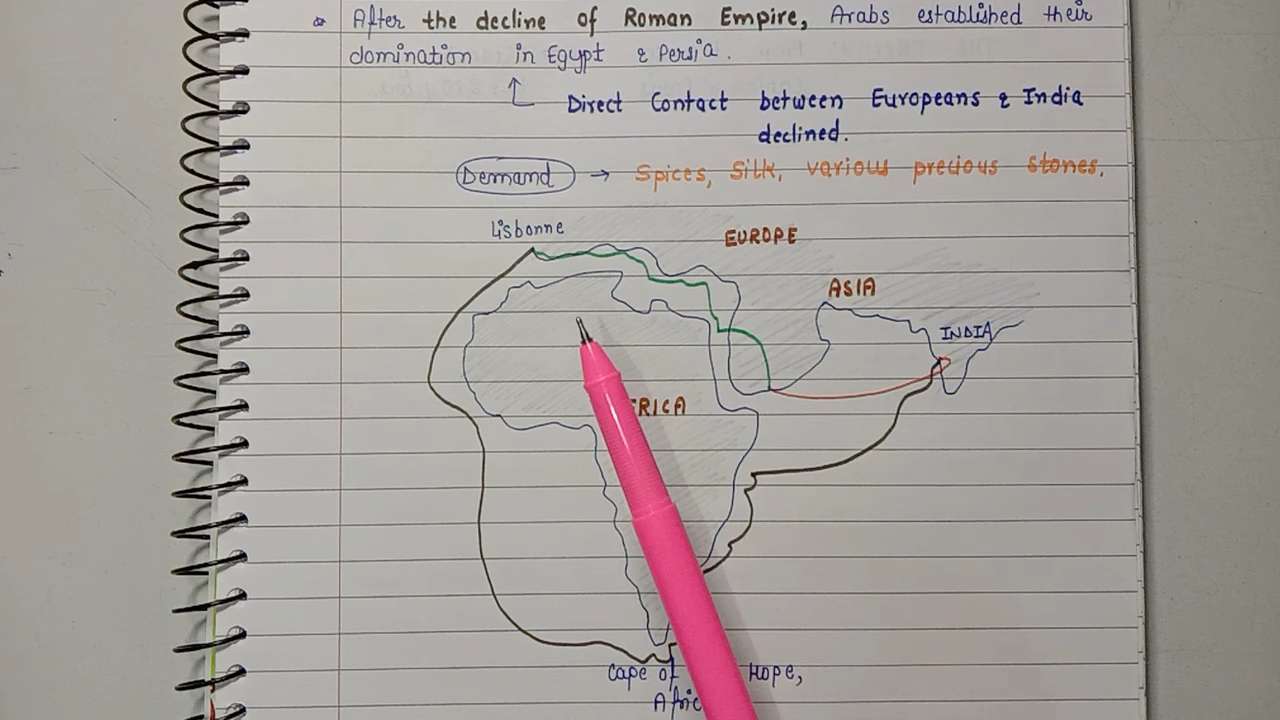 After the decline of Roman Empire, Arabs established their
domination in Egypt & Persia.
Direct Contact between Europeans & India
declined.
Demand → Spices, Silk, various precious stones.
Lisbonne
EUROPE
ASIA
INDIA
RICA
Cape of Hope,
Afric